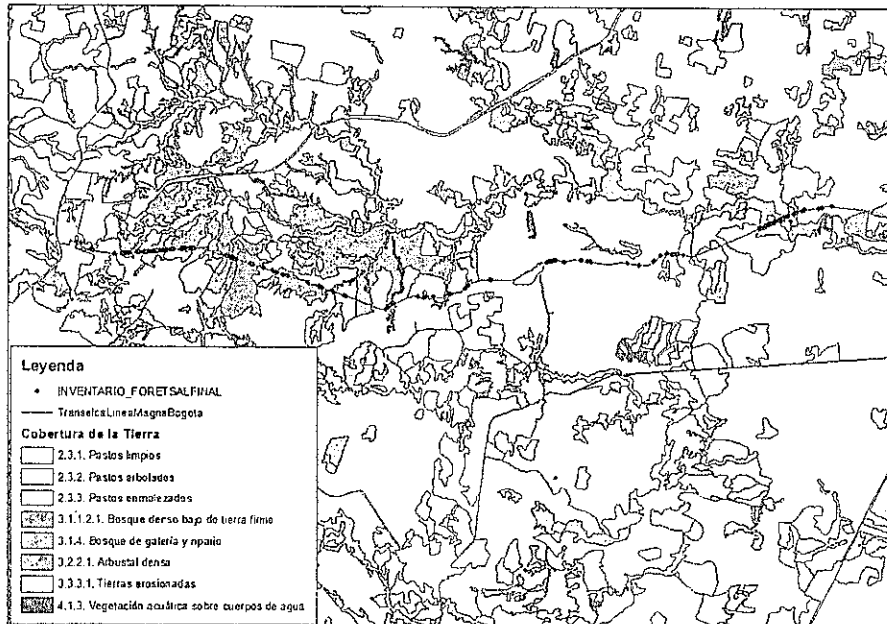 Leyenda
INVENTARIO_FORETSALFINAL
TranselcaLineaMagnaBogota
Cobertura de la Tierra
2.3.1. Pastos limpios
2.3.2. Pastos arbolados
2.3.3. Pastos enmalezados
3.1.1.2.1. Bosque denso bajo de tierra firme
3.1.4. Bosque de galería y ripario
3.2.2.1. Arbustal denso
3.3.3.1. Tierras erosionadas
4.1.3. Vegetación acuática sobre cuerpos de agua